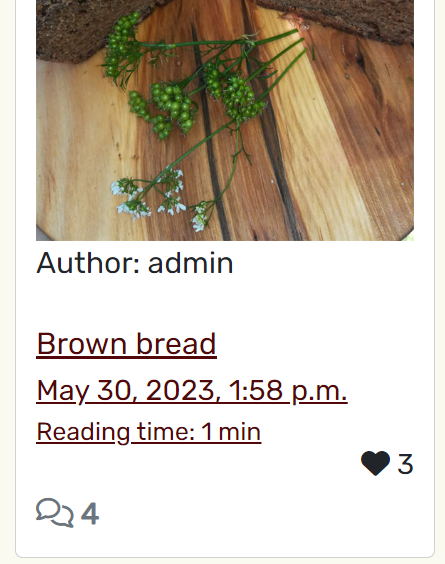 Author: admin
Brown bread
May 30, 2023, 1:58 p.m.
Reading time: 1 min
3
4